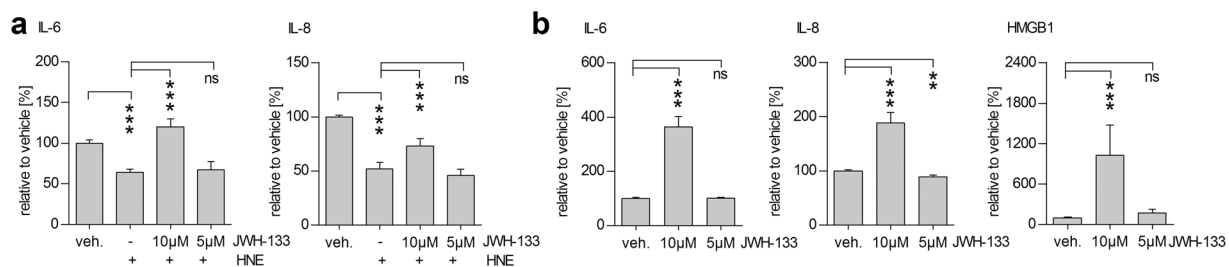 a IL-6
relative to vehicle [%]
200
150
100
50
0
***
***
ns
veh. - 10µM 5µM JWH-133
+ + + HNE
IL-8
relative to vehicle [%]
150
100
50
0
***
***
ns
veh. - 10µM 5µM JWH-133
+ + + HNE
b IL-6
relative to vehicle [%]
600
400
200
0
***
ns
veh. 10µM 5µM JWH-133
IL-8
relative to vehicle [%]
300
200
100
0
***
**
veh. 10µM 5µM JWH-133
HMGB1
relative to vehicle [%]
2400
1800
1200
600
0
***
ns
veh. 10µM 5µM JWH-133